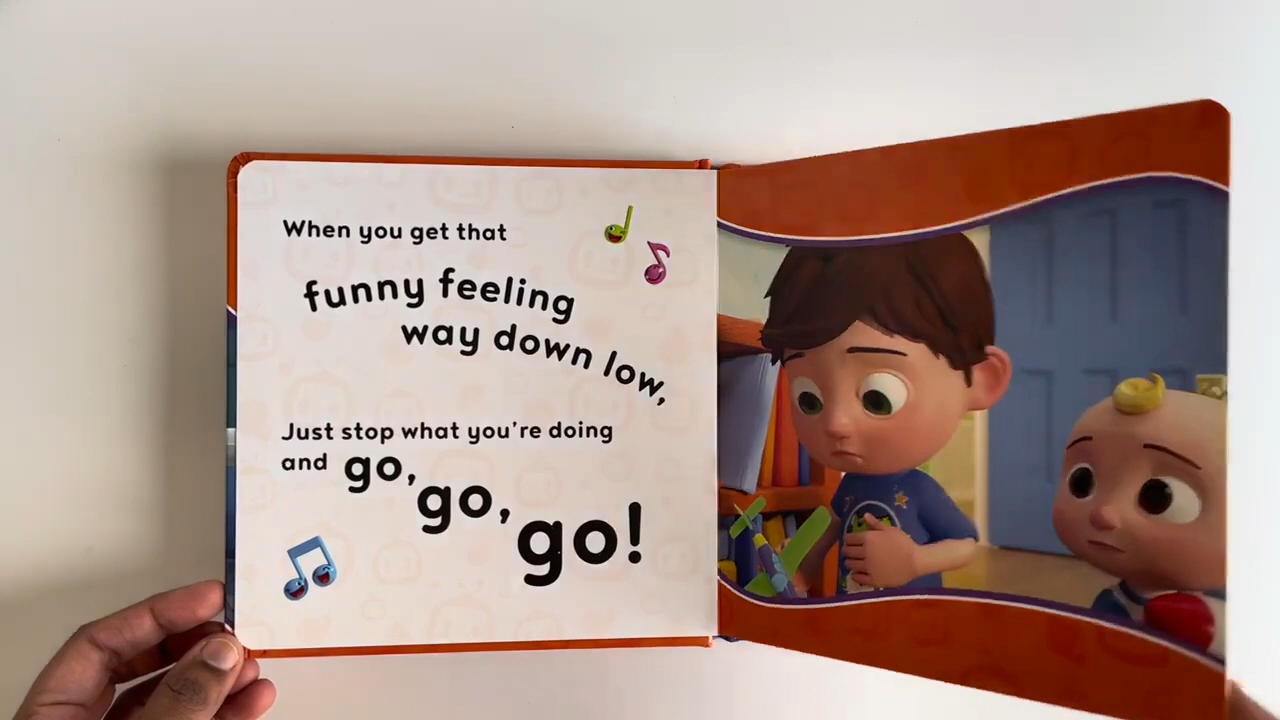 When you get that
funny feeling
way down low,
Just stop what you're doing
and go,
go,
go!